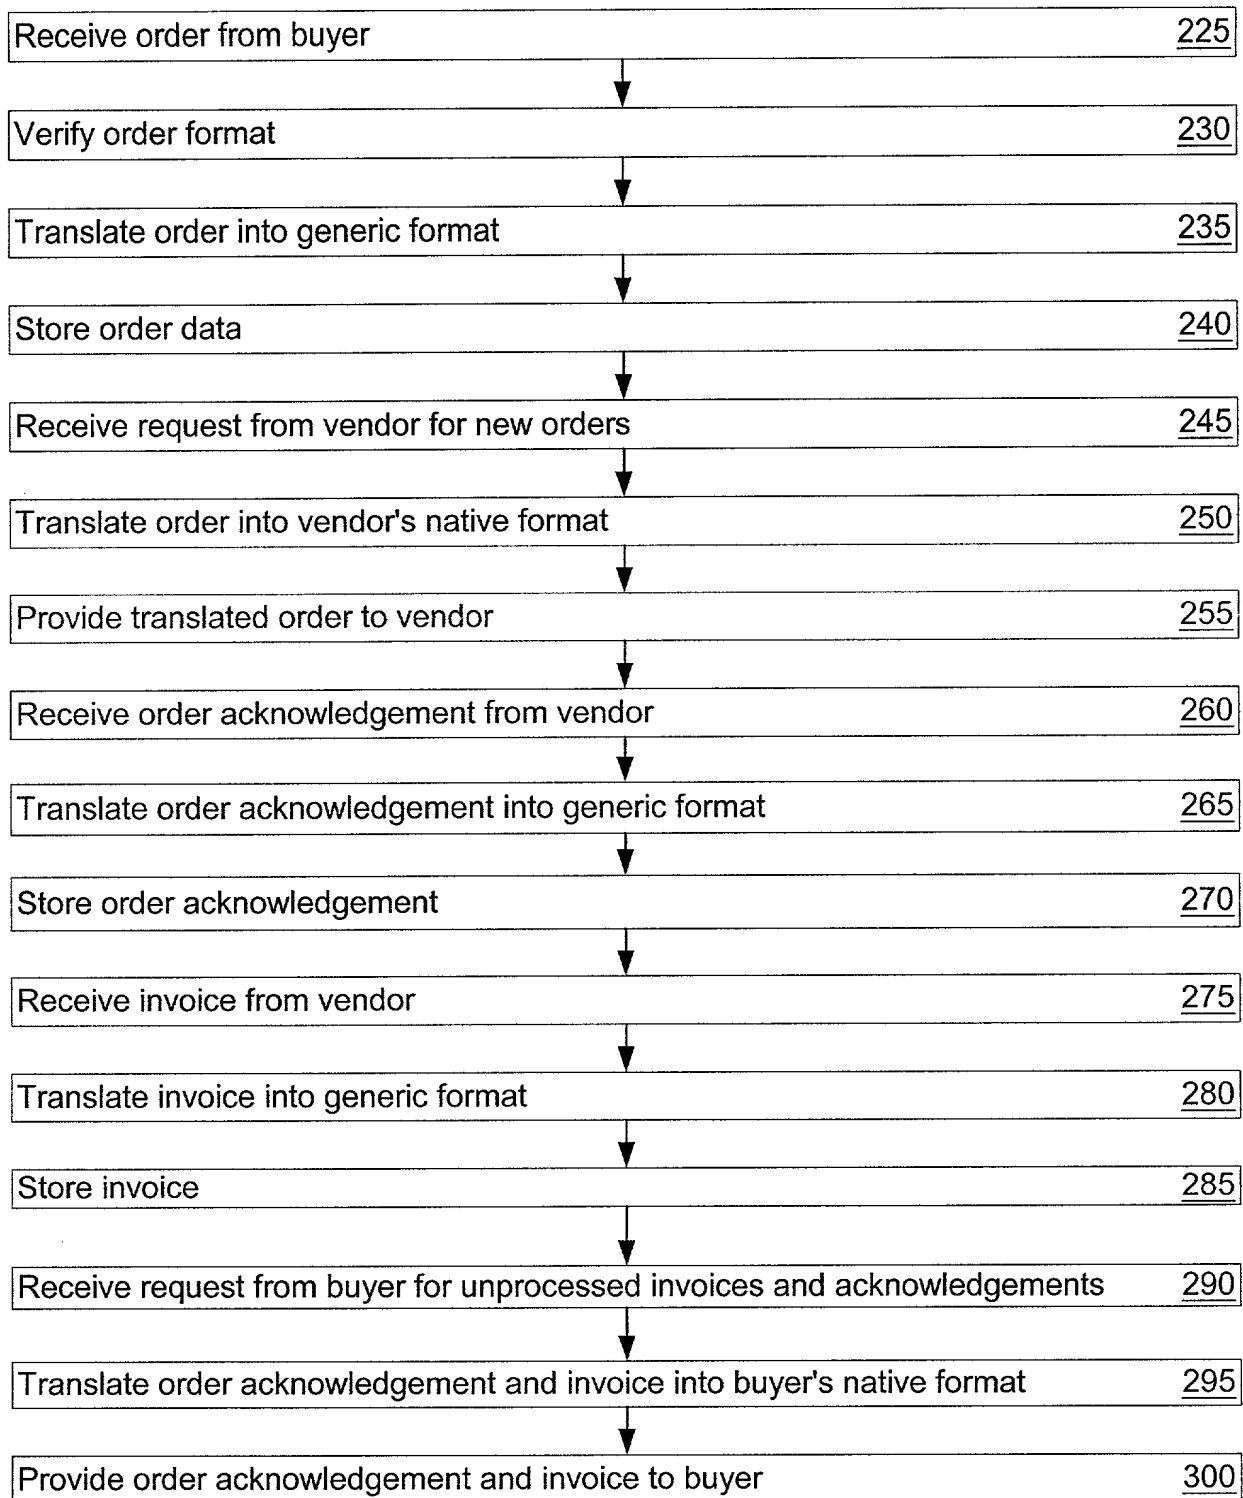 Receive order from buyer 225
Verify order format 230
Translate order into generic format 235
Store order data 240
Receive request from vendor for new orders 245
Translate order into vendor's native format 250
Provide translated order to vendor 255
Receive order acknowledgement from vendor 260
Translate order acknowledgement into generic format 265
Store order acknowledgement 270
Receive invoice from vendor 275
Translate invoice into generic format 280
Store invoice 285
Receive request from buyer for unprocessed invoices and acknowledgements 290
Translate order acknowledgement and invoice into buyer's native format 295
Provide order acknowledgement and invoice to buyer 300